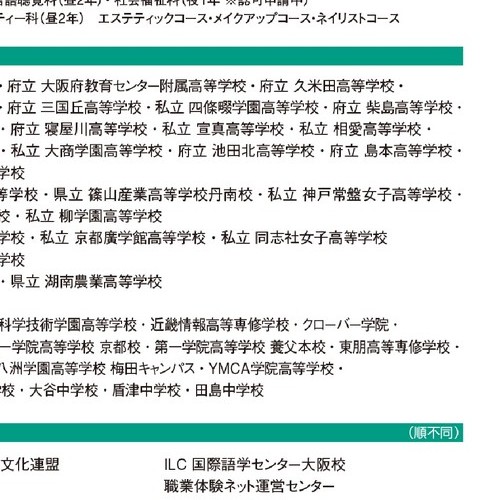 言語聴覚科（昼2年）・社会福祉科（夜1年 ※認可申請中）
ティー科（昼2年） エステティックコース・メイクアップコース・ネイリストコース
・府立 大阪府教育センター附属高等学校・府立 久米田高等学校・
・府立 三国丘高等学校・私立 四條畷学園高等学校・府立 柴島高等学校・
・府立 寝屋川高等学校・私立 宣真高等学校・私立 相愛高等学校・
・私立 大商学園高等学校・府立 池田北高等学校・府立 島本高等学校・
学校
等学校・県立 篠山産業高等学校丹南校・私立 神戸常盤女子高等学校・
校・私立 柳学園高等学校
学校・私立 京都廣学館高等学校・私立 同志社女子高等学校
学校
・県立 湖南農業高等学校
科学技術学園高等学校・近畿情報高等専修学校・クローバー学院・
一学院高等学校 京都校・第一学院高等学校 養父本校・東朋高等専修学校・
八洲学園高等学校 梅田キャンパス・YMCA学院高等学校・
学校・大谷中学校・盾津中学校・田島中学校
（順不同）
文化連盟 ILC 国際語学センター大阪校
職業体験ネット運営センター